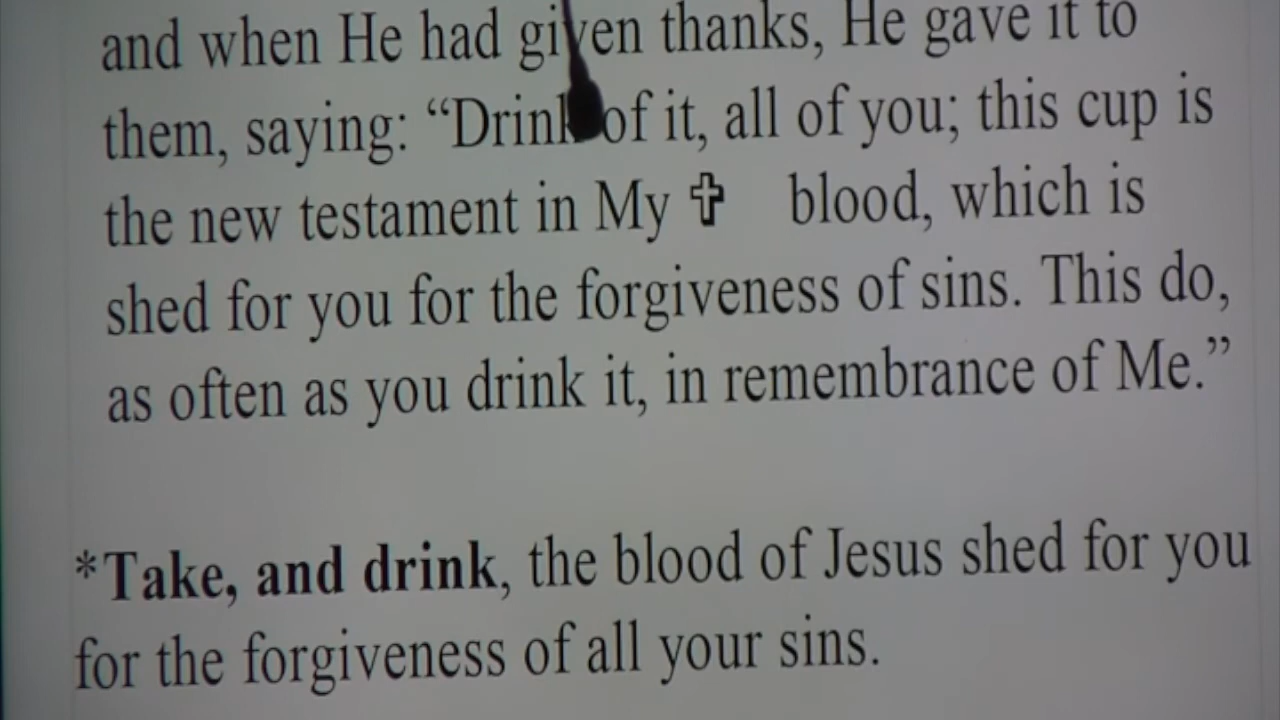 and when He had given thanks, He gave it to
them, saying: “Drink of it, all of you; this cup is
the new testament in My ✞ blood, which is
shed for you for the forgiveness of sins. This do,
as often as you drink it, in remembrance of Me.”
*Take, and drink, the blood of Jesus shed for you
for the forgiveness of all your sins.